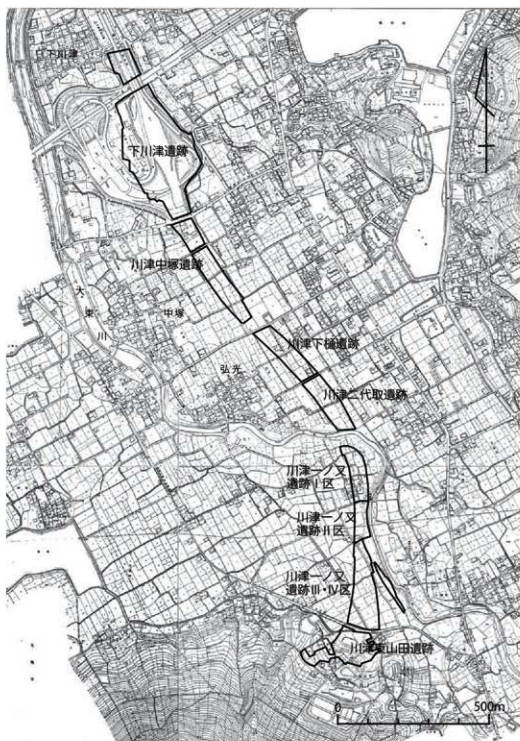 下川津
下川津遺跡
川津中塚遺跡
大
東
川
中塚
川津下樋遺跡
弘光
川津二代取遺跡
川津一ノ又
遺跡Ⅰ区
川津一ノ又
遺跡Ⅱ区
川津一ノ又
遺跡Ⅲ・Ⅳ区
川津東山田遺跡
0
500m